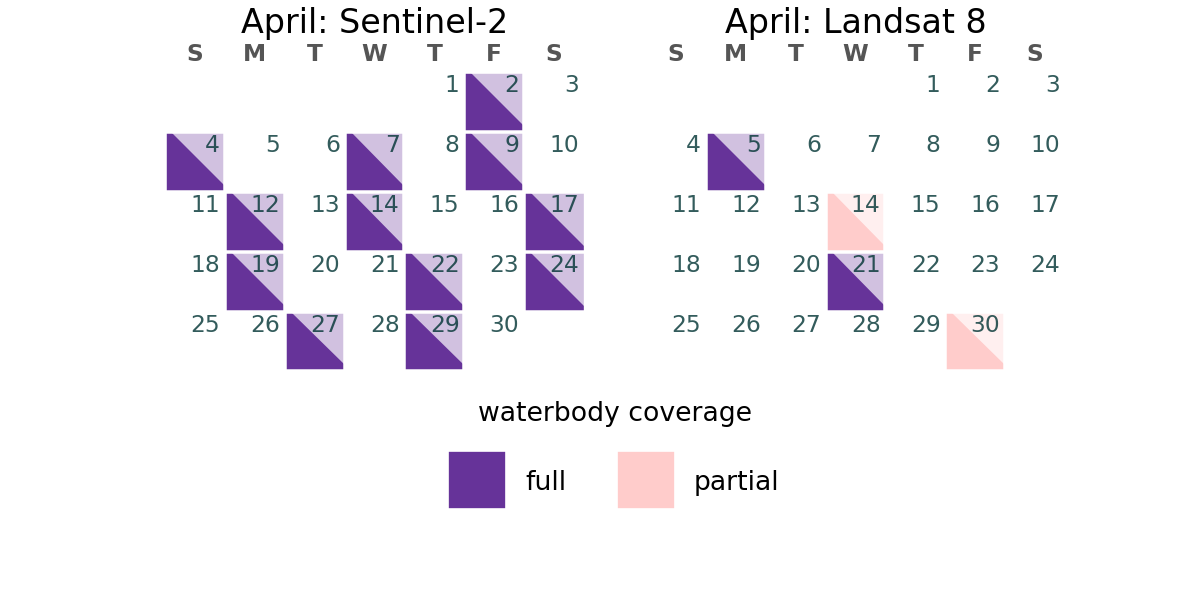 April: Sentinel-2
S M T W T F S
1 2 3
4 5 6 7 8 9 10
11 12 13 14 15 16 17
18 19 20 21 22 23 24
25 26 27 28 29 30
April: Landsat 8
S M T W T F S
1 2 3
4 5 6 7 8 9 10
11 12 13 14 15 16 17
18 19 20 21 22 23 24
25 26 27 28 29 30
waterbody coverage
full partial